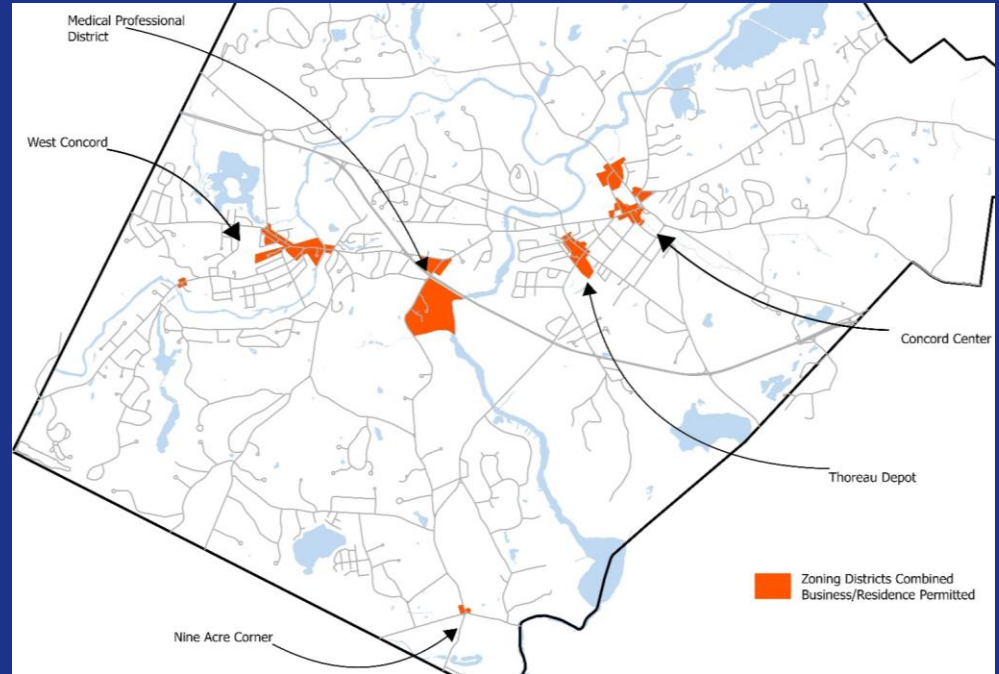 Medical Professional
District
West Concord
Concord Center
Thoreau Depot
Zoning Districts Combined
Business/Residence Permitted
Nine Acre Corner